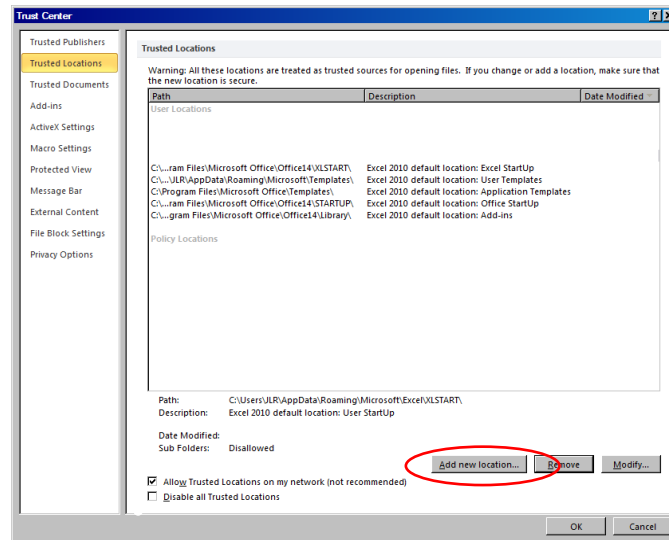 Trust Center
Trusted Publishers
Trusted Locations
Trusted Documents
Add-ins
ActiveX Settings
Macro Settings
Protected View
Message Bar
External Content
File Block Settings
Privacy Options
Trusted Locations
Warning: All these locations are treated as trusted sources for opening files. If you change or add a location, make sure that
the new location is secure.
Path Description Date Modified
User Locations
C:\...ram Files\Microsoft Office\Office14\XLSTART\ Excel 2010 default location: Excel StartUp
C:\...\JLR\AppData\Roaming\Microsoft\Templates\ Excel 2010 default location: User Templates
C:\Program Files\Microsoft Office\Templates\ Excel 2010 default location: Application Templates
C:\...ram Files\Microsoft Office\Office14\STARTUP\ Excel 2010 default location: Office StartUp
C:\...gram Files\Microsoft Office\Office14\Library\ Excel 2010 default location: Add-ins
Policy Locations
Path: C:\Users\JLR\AppData\Roaming\Microsoft\Excel\XLSTART\
Description: Excel 2010 default location: User StartUp
Date Modified:
Sub Folders: Disallowed
Add new location... Remove Modify...
Allow Trusted Locations on my network (not recommended)
Disable all Trusted Locations
OK Cancel